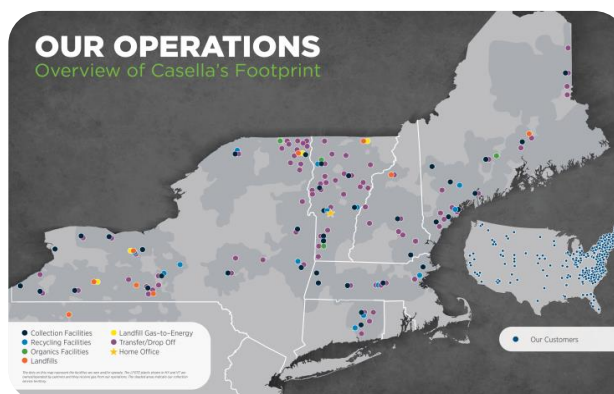 OUR OPERATIONS
Overview of Casella's Footprint
Collection Facilities
Recycling Facilities
Organics Facilities
Landfills
Landfill Gas-to-Energy
Transfer/Drop Off
Home Office
Our Customers